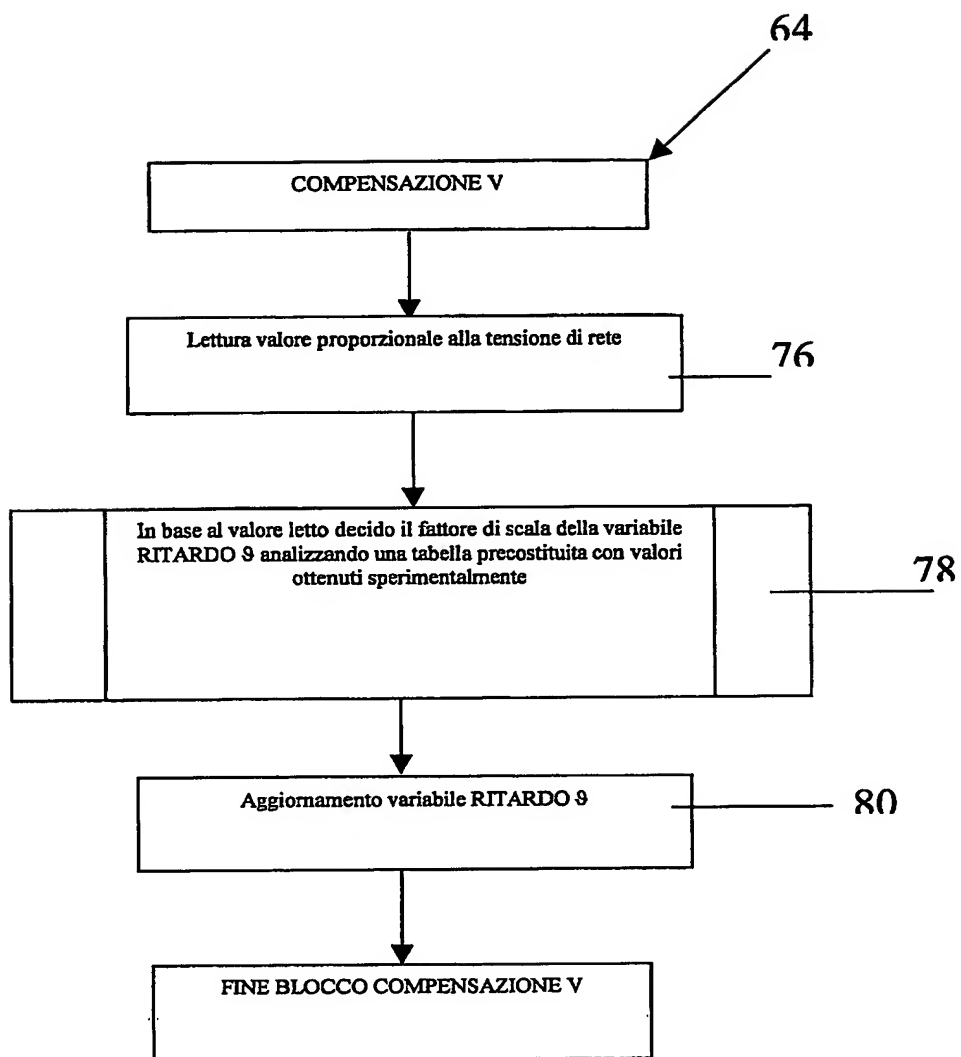 64
COMPENSAZIONE V
Lettura valore proporzionale alla tensione di rete
76
In base al valore letto decido il fattore di scala della variabile
RITARDO ϑ analizzando una tabella precostituita con valori
ottenuti sperimentalmente
78
Aggiornamento variabile RITARDO ϑ
80
FINE BLOCCO COMPENSAZIONE V